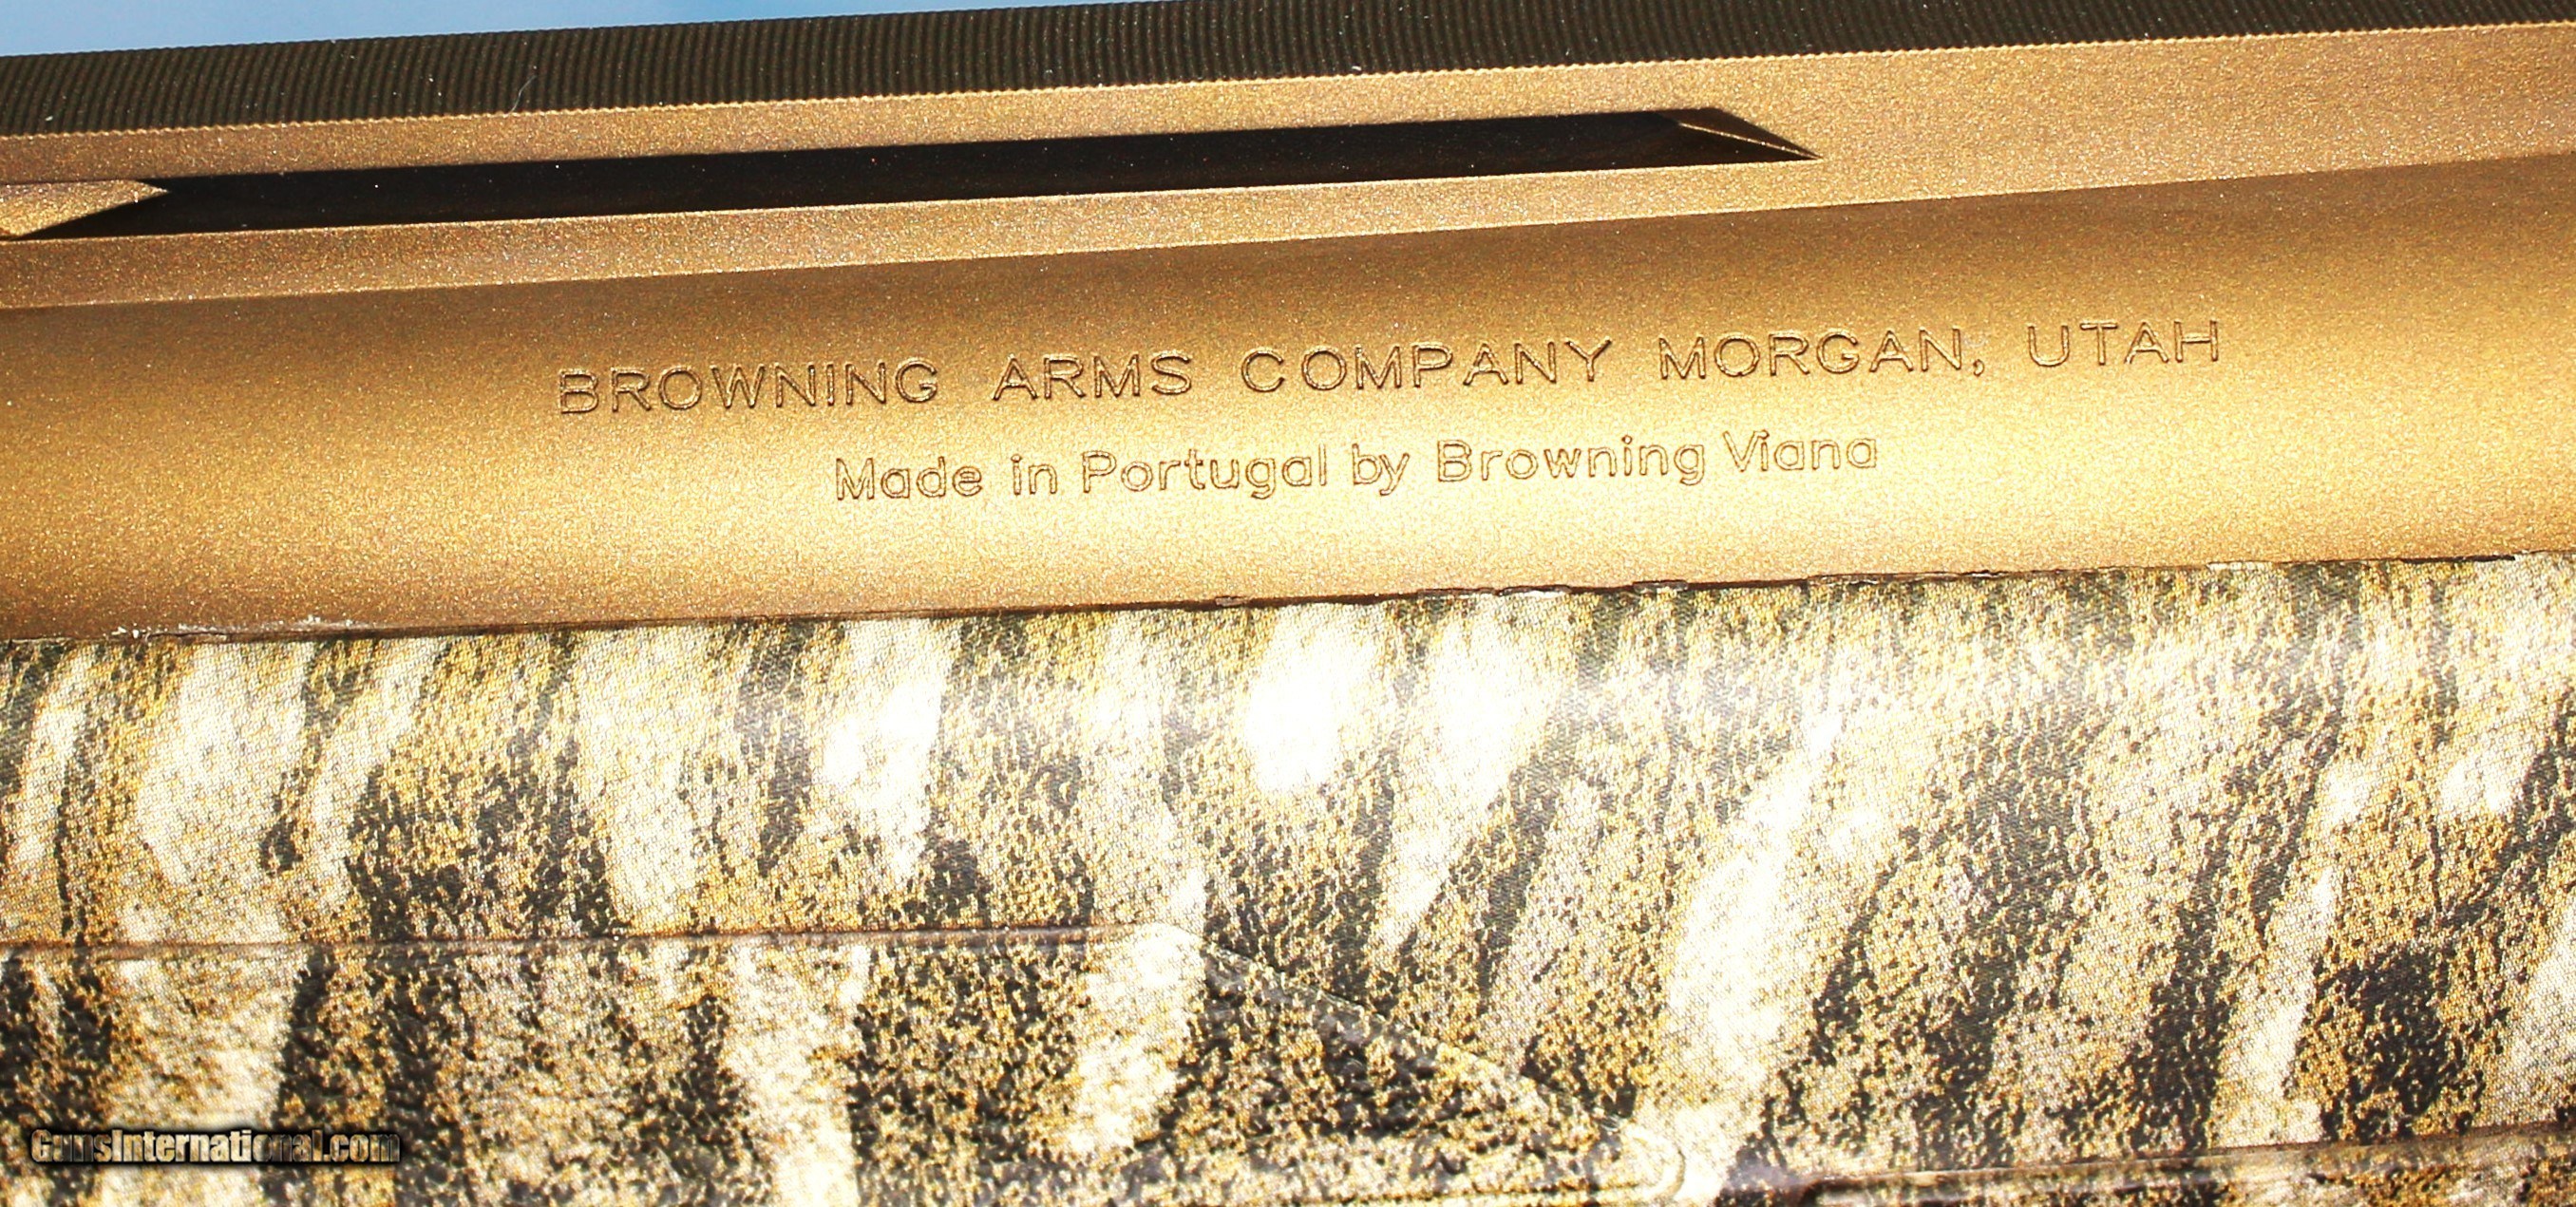 BROWNING ARMS COMPANY MORGAN, UTAH
Made in Portugal by Browning Viana
GunsInternational.com